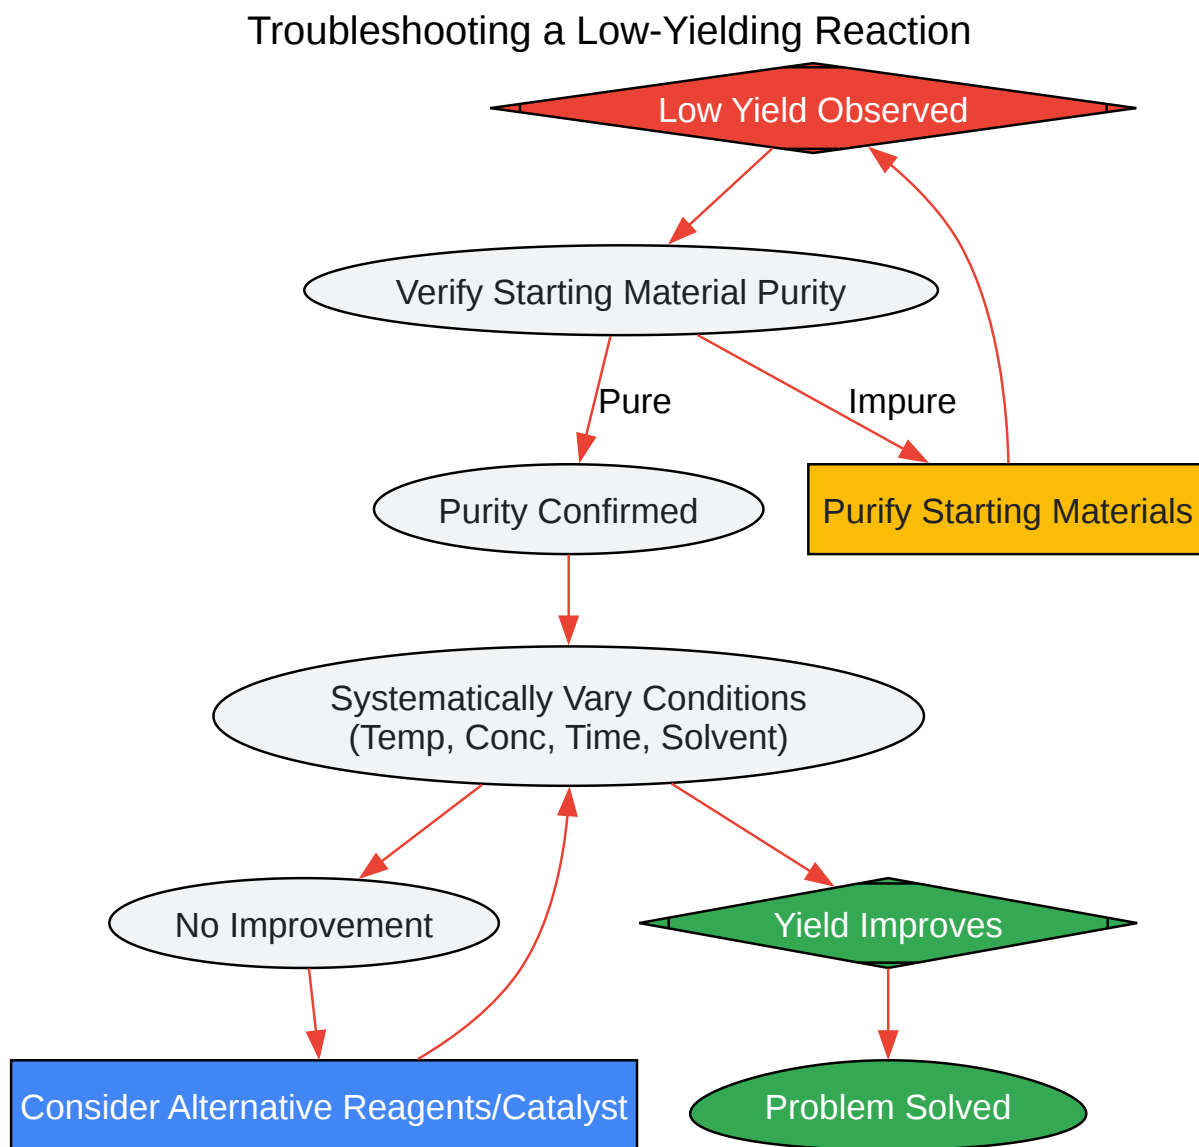 Troubleshooting a Low-Yielding Reaction
Low Yield Observed
Verify Starting Material Purity
Pure
Impure
Purity Confirmed
Purify Starting Materials
Systematically Vary Conditions
(Temp, Conc, Time, Solvent)
No Improvement
Yield Improves
Consider Alternative Reagents/Catalyst
Problem Solved